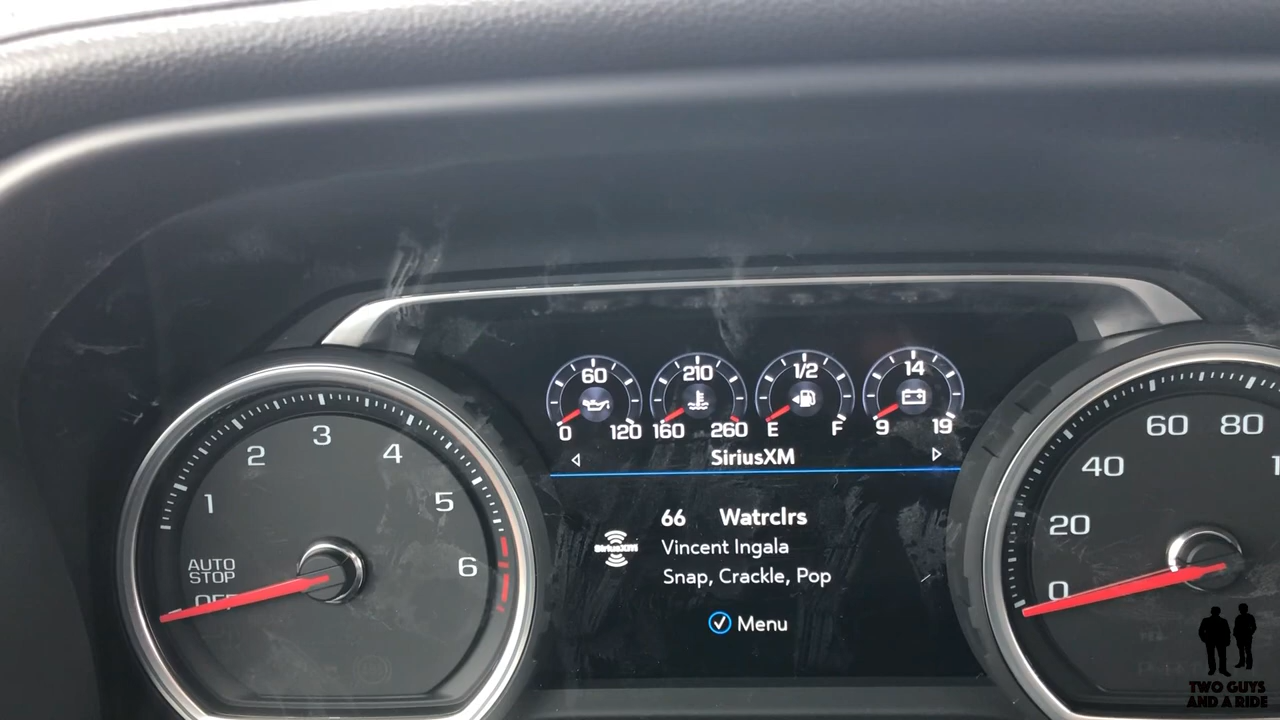 60
210
1/2
14
0 120
160 260
E F
9 19
SiriusXM
66 Watrclrs
SiriusXM
Vincent Ingala
Snap, Crackle, Pop
Menu
1
2
3
4
5
6
AUTO
STOP
OFF
0
20
40
60
80
TWO GUYS
AND A RIDE